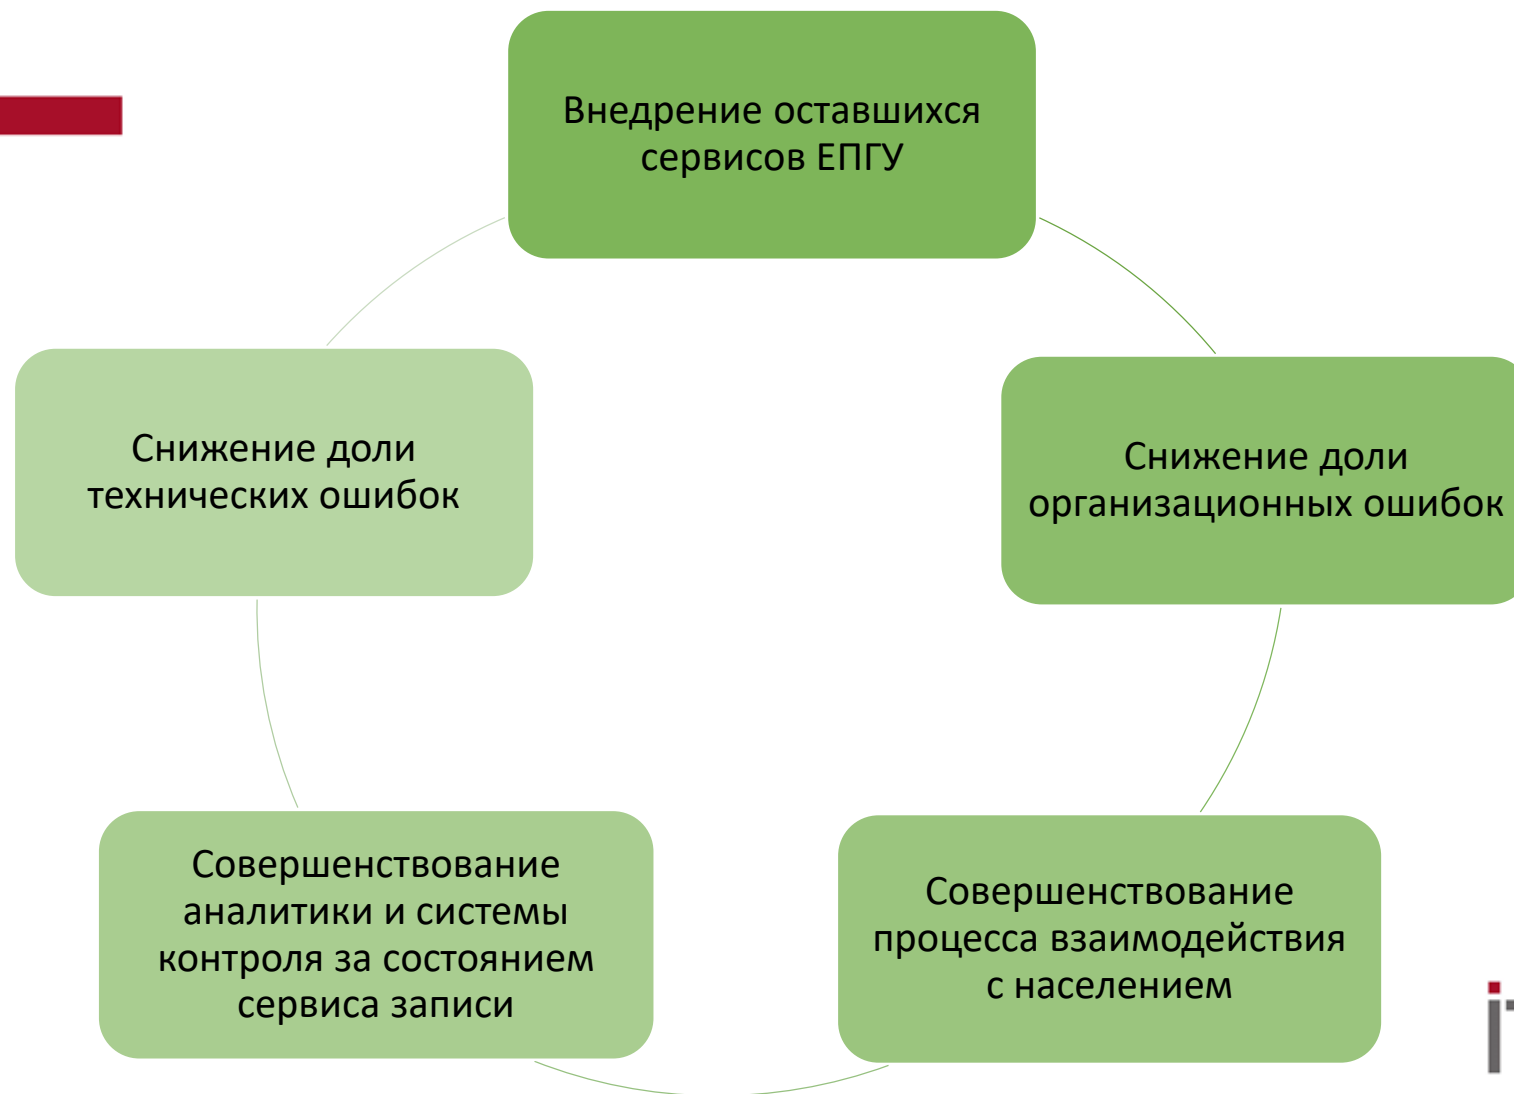 Внедрение оставшихся
сервисов ЕПГУ
Снижение доли
технических ошибок
Снижение доли
организационных ошибок
Совершенствование
аналитики и системы
контроля за состоянием
сервиса записи
Совершенствование
процесса взаимодействия
с населением